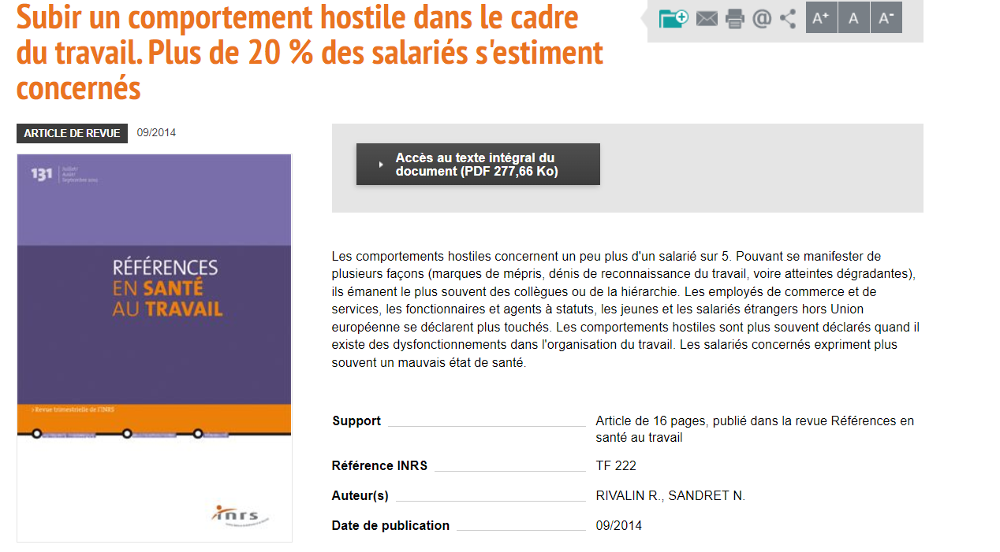 Subir un comportement hostile dans le cadre
du travail. Plus de 20 % des salariés s'estiment
concernés
A+ A A-
ARTICLE DE REVUE 09/2014
131
RÉFÉRENCES
EN SANTÉ
AU TRAVAIL
> Revue trimestrielle de l'INRS
inrs
Accès au texte intégral du
document (PDF 277,66 Ko)
Les comportements hostiles concernent un peu plus d'un salarié sur 5. Pouvant se manifester de
plusieurs façons (marques de mépris, dénis de reconnaissance du travail, voire atteintes dégradantes),
ils émanent le plus souvent des collègues ou de la hiérarchie. Les employés de commerce et de
services, les fonctionnaires et agents à statuts, les jeunes et les salariés étrangers hors Union
européenne se déclarent plus touchés. Les comportements hostiles sont plus souvent déclarés quand il
existe des dysfonctionnements dans l'organisation du travail. Les salariés concernés expriment plus
souvent un mauvais état de santé.
Support Article de 16 pages, publié dans la revue Références en
santé au travail
Référence INRS TF 222
Auteur(s) RIVALIN R., SANDRET N.
Date de publication 09/2014